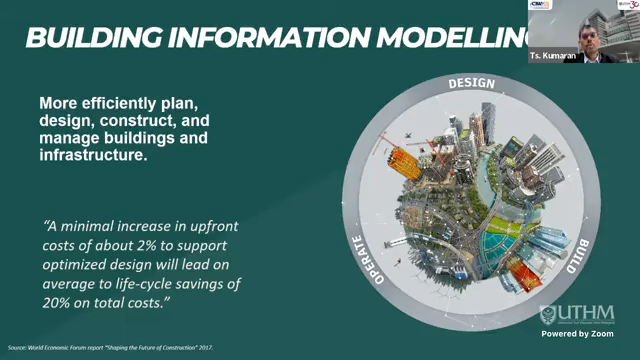 BUILDING INFORMATION MODELLING
Ts. Kumaran
More efficiently plan,
design, construct, and
manage buildings and
infrastructure.
DESIGN
BUILD
OPERATE
“A minimal increase in upfront
costs of about 2% to support
optimized design will lead on
average to life-cycle savings of
20% on total costs.”
UTHM
Powered by Zoom
Source: World Economic Forum report "Shaping the Future of Construction" 2017.